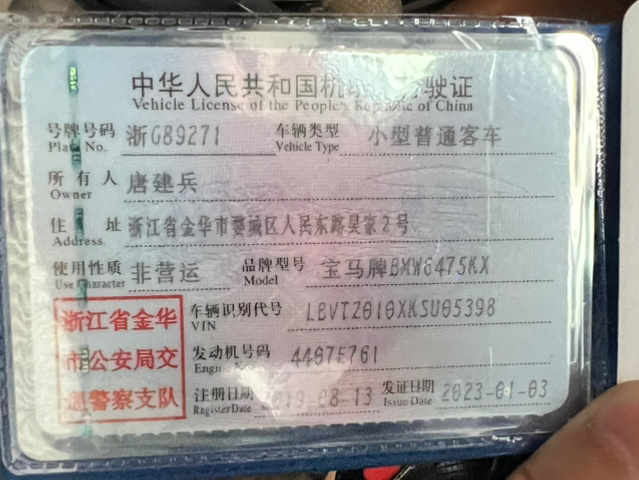 中华人民共和国机 驶证
Vehicle License of the People's Republic of China
号牌号码 浙G89271 车辆类型 小型普通客车
Plate No. Vehicle Type
所有人 唐建兵
Owner
住址 浙江省金华市婺城区人民东路 2号
Address
使用性质 非营运 品牌型号 宝马牌BMW6475KX
Use Character Model
浙江省金华
市公安局交
通警察支队
车辆识别代号 LBVTZ010XKSU05398
VIN
发动机号码 44075761
Engine No.
注册日期 2019-08-13 发证日期 2023-01-03
Register Date Issue Date